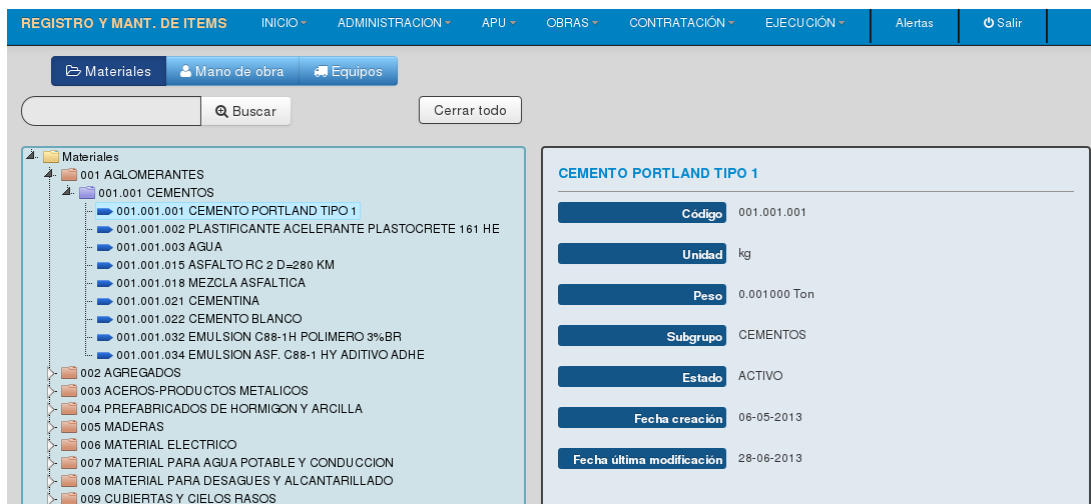 REGISTRO Y MANT. DE ITEMS INICIO ADMINISTRACION APU OBRAS CONTRATACIÓN EJECUCIÓN Alertas Salir
Materiales Mano de obra Equipos
Buscar Cerrar todo
Materiales
001 AGLOMERANTES
001.001 CEMENTOS
001.001.001 CEMENTO PORTLAND TIPO 1
001.001.002 PLASTIFICANTE ACELERANTE PLASTOCRETE 161 HE
001.001.003 AGUA
001.001.015 ASFALTO RC 2 D=280 KM
001.001.018 MEZCLA ASFALTICA
001.001.021 CEMENTINA
001.001.022 CEMENTO BLANCO
001.001.032 EMULSION C88-1H POLIMERO 3%BR
001.001.034 EMULSION ASF. C88-1 HY ADITIVO ADHE
002 AGREGADOS
003 ACEROS-PRODUCTOS METALICOS
004 PREFABRICADOS DE HORMIGON Y ARCILLA
005 MADERAS
006 MATERIAL ELECTRICO
007 MATERIAL PARA AGUA POTABLE Y CONDUCCION
008 MATERIAL PARA DESAGUES Y ALCANTARILLADO
009 CUBIERTAS Y CIELOS RASOS
CEMENTO PORTLAND TIPO 1
Código 001.001.001
Unidad kg
Peso 0.001000 Ton
Subgrupo CEMENTOS
Estado ACTIVO
Fecha creación 06-05-2013
Fecha última modificación 28-06-2013